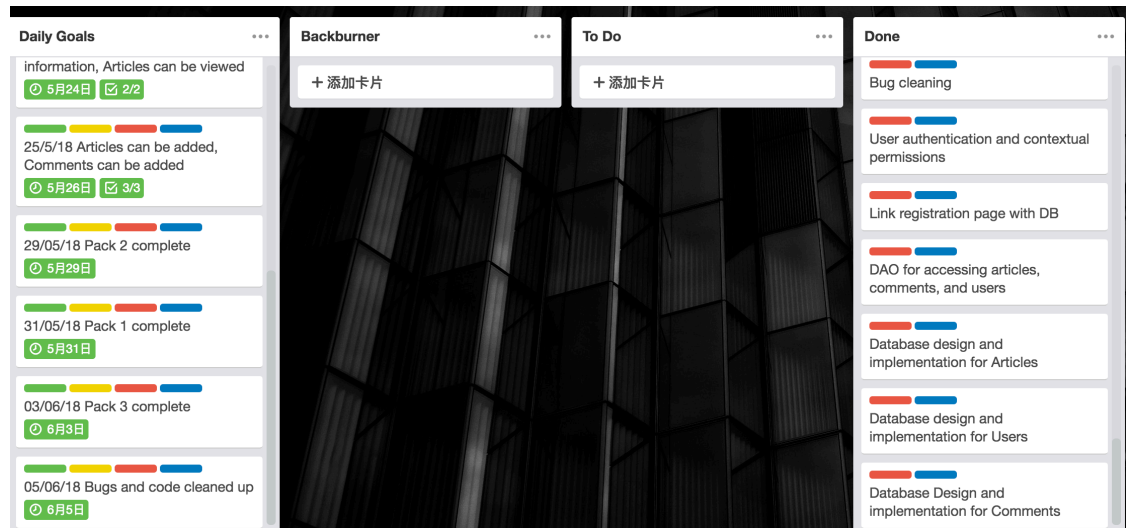 Daily Goals
information, Articles can be viewed
5月24日 2/2
25/5/18 Articles can be added,
Comments can be added
5月26日 3/3
29/05/18 Pack 2 complete
5月29日
31/05/18 Pack 1 complete
5月31日
03/06/18 Pack 3 complete
6月3日
05/06/18 Bugs and code cleaned up
6月5日
Backburner
+ 添加卡片
To Do
+ 添加卡片
Done
Bug cleaning
User authentication and contextual
permissions
Link registration page with DB
DAO for accessing articles,
comments, and users
Database design and
implementation for Articles
Database design and
implementation for Users
Database Design and
implementation for Comments